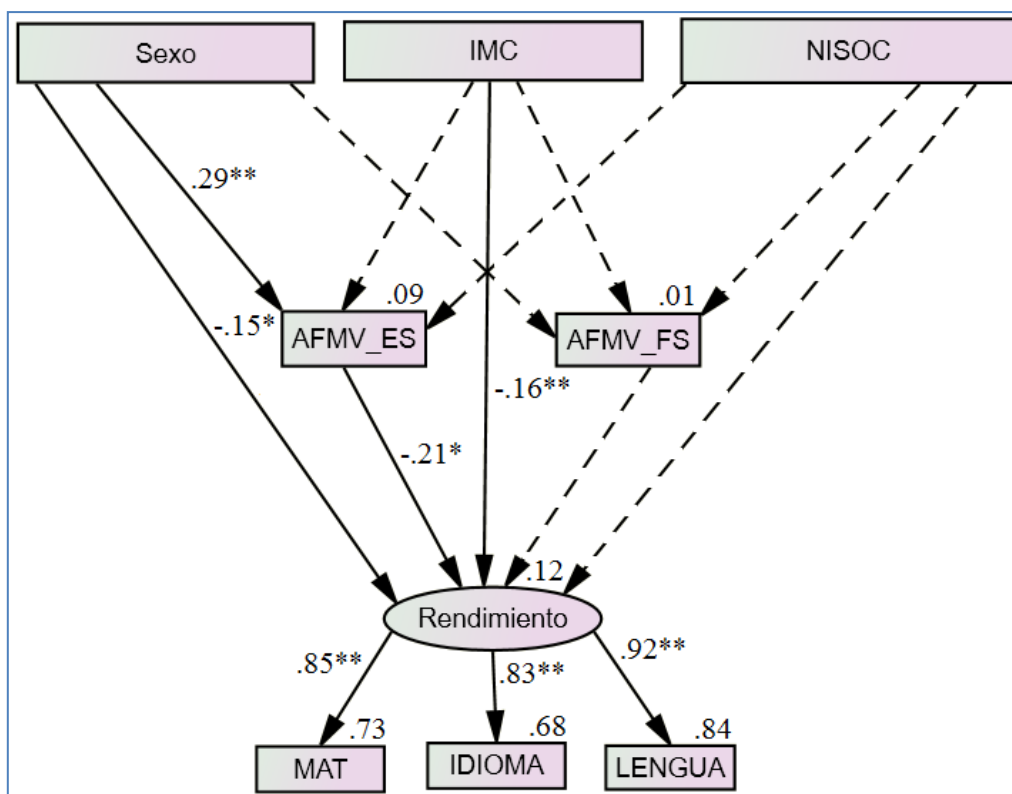 Sexo
IMC
NISOC
.29**
.09
.01
-.15*
AFMV_ES
AFMV_FS
-.16**
-.21*
.12
Rendimiento
.85**
.83**
.92**
.73
.68
.84
MAT
IDIOMA
LENGUA